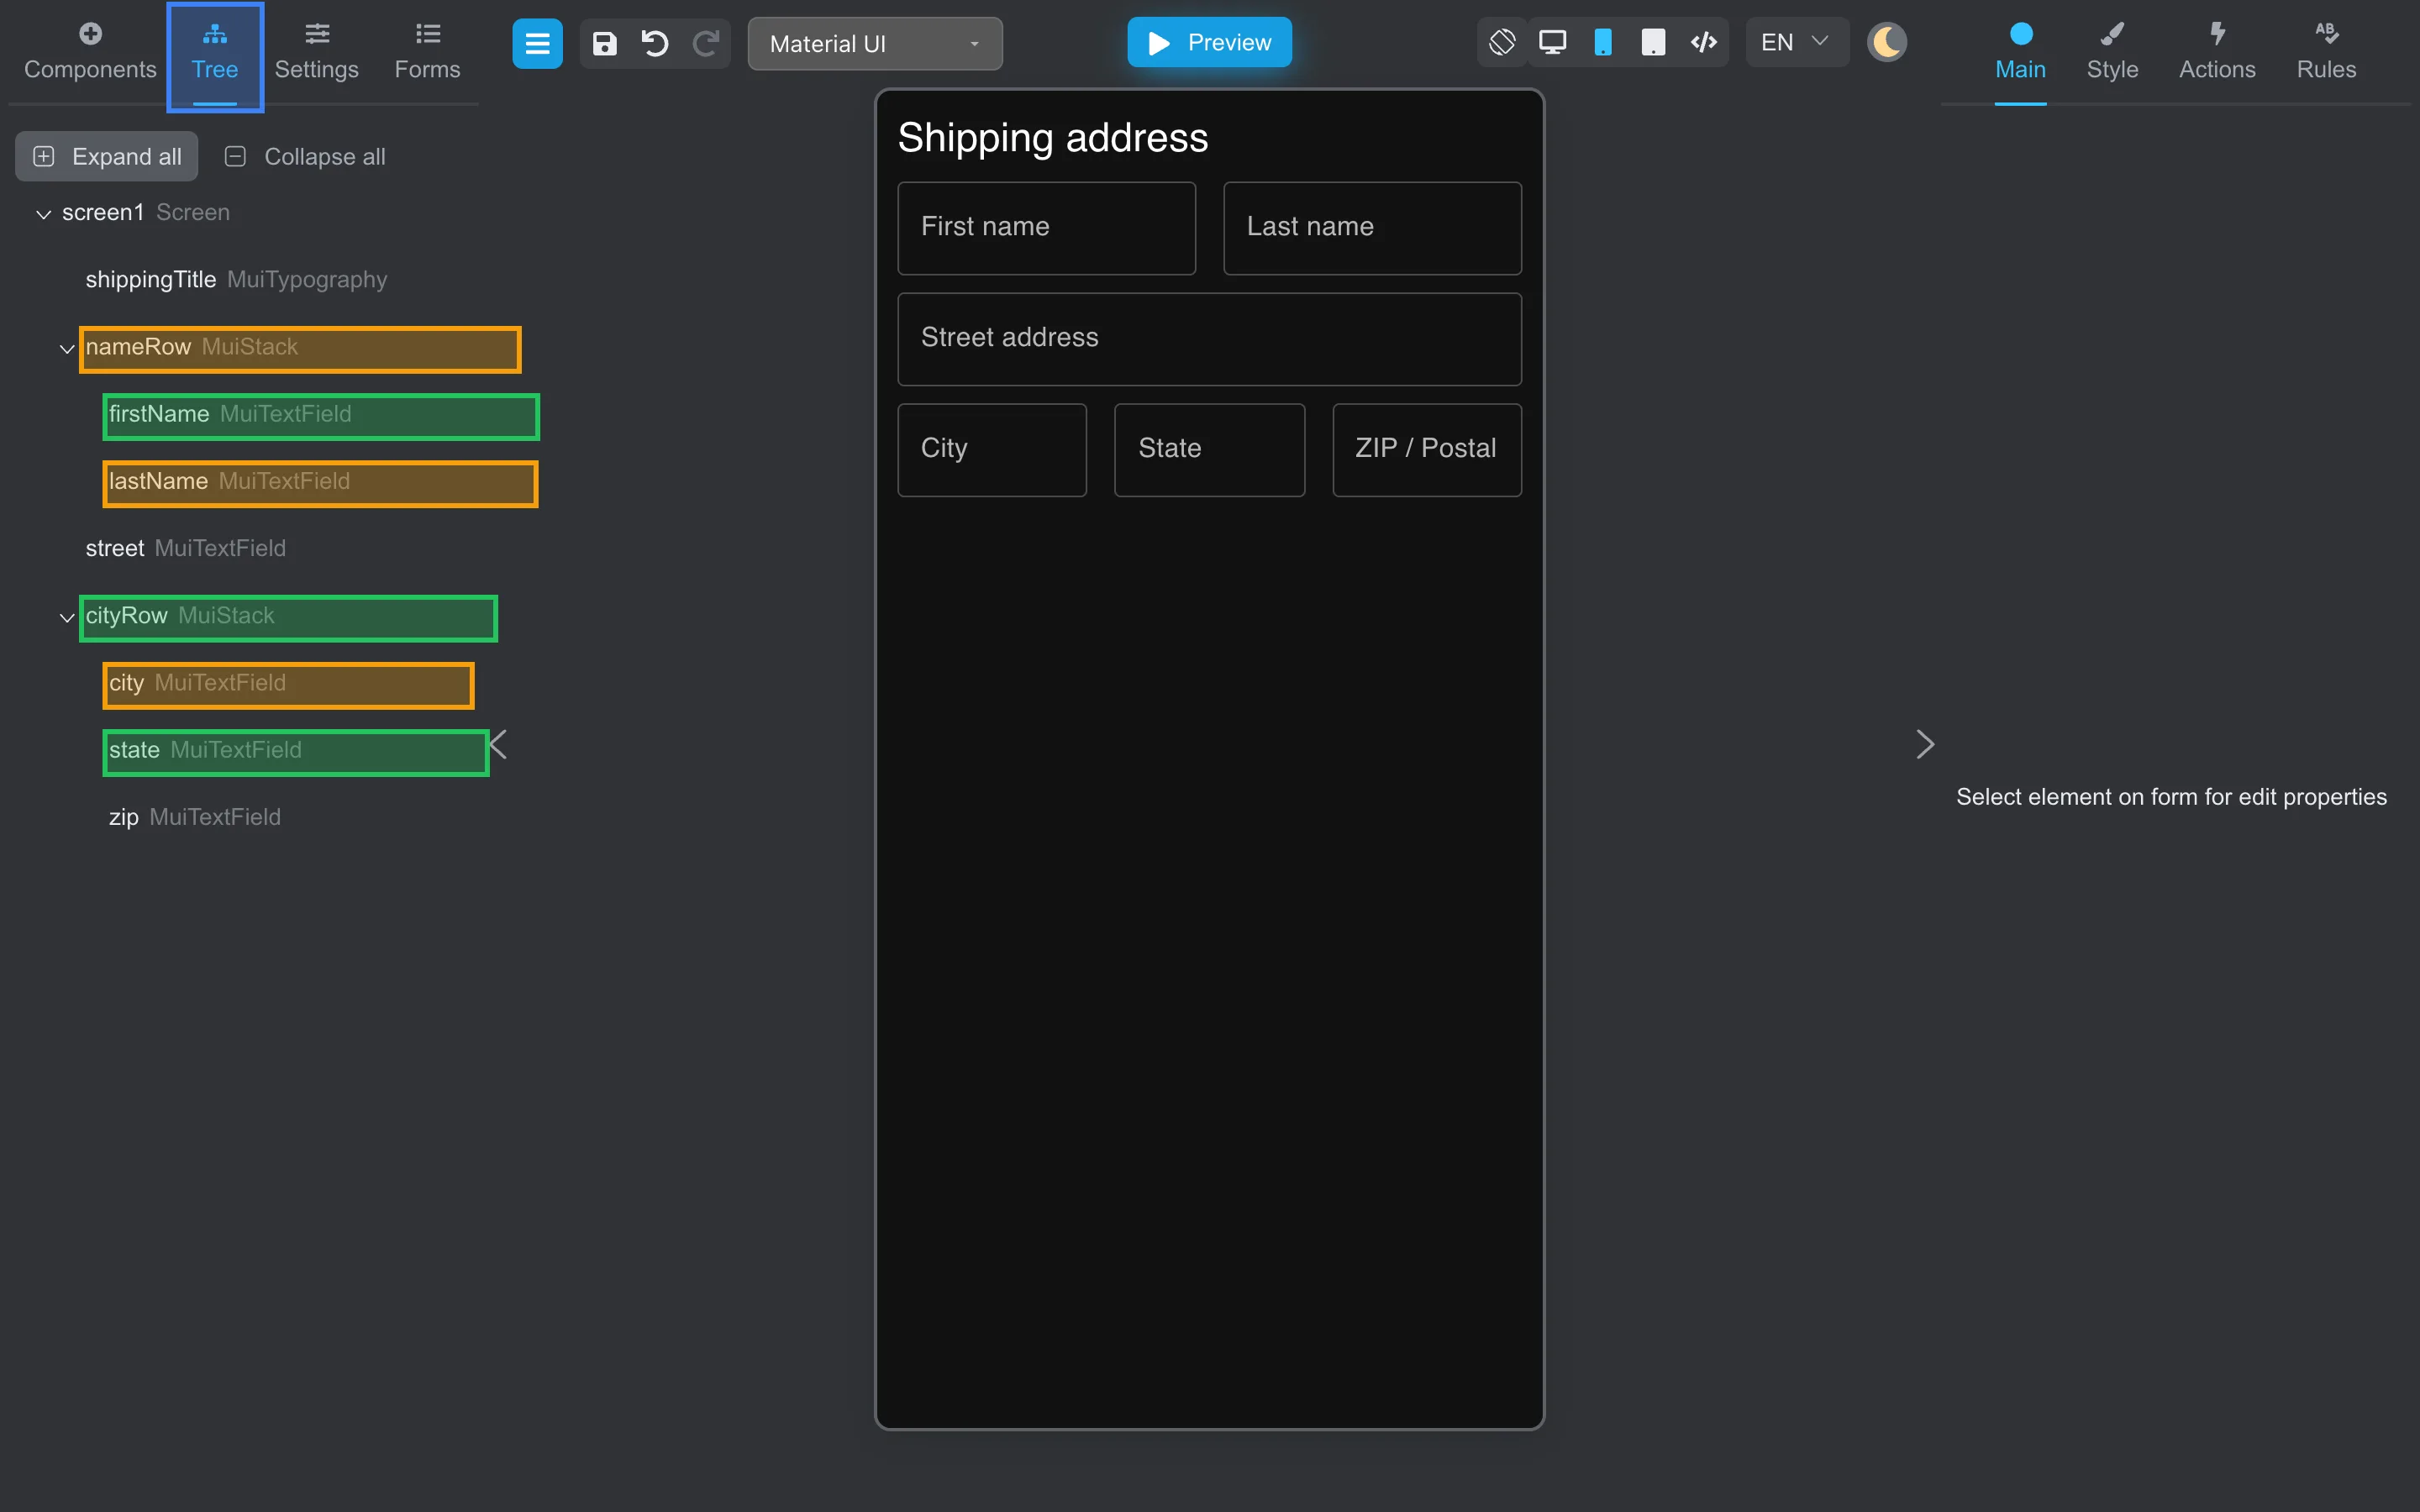 Components Tree Settings Forms Material UI Preview EN Main Style Actions AB Rules
Expand all Collapse all
screen1 Screen
shippingTitle MuiTypography
nameRow MuiStack
firstName MuiTextField
lastName MuiTextField
street MuiTextField
cityRow MuiStack
city MuiTextField
state MuiTextField
zip MuiTextField
Shipping address
First name Last name
Street address
City State ZIP / Postal
Select element on form for edit properties